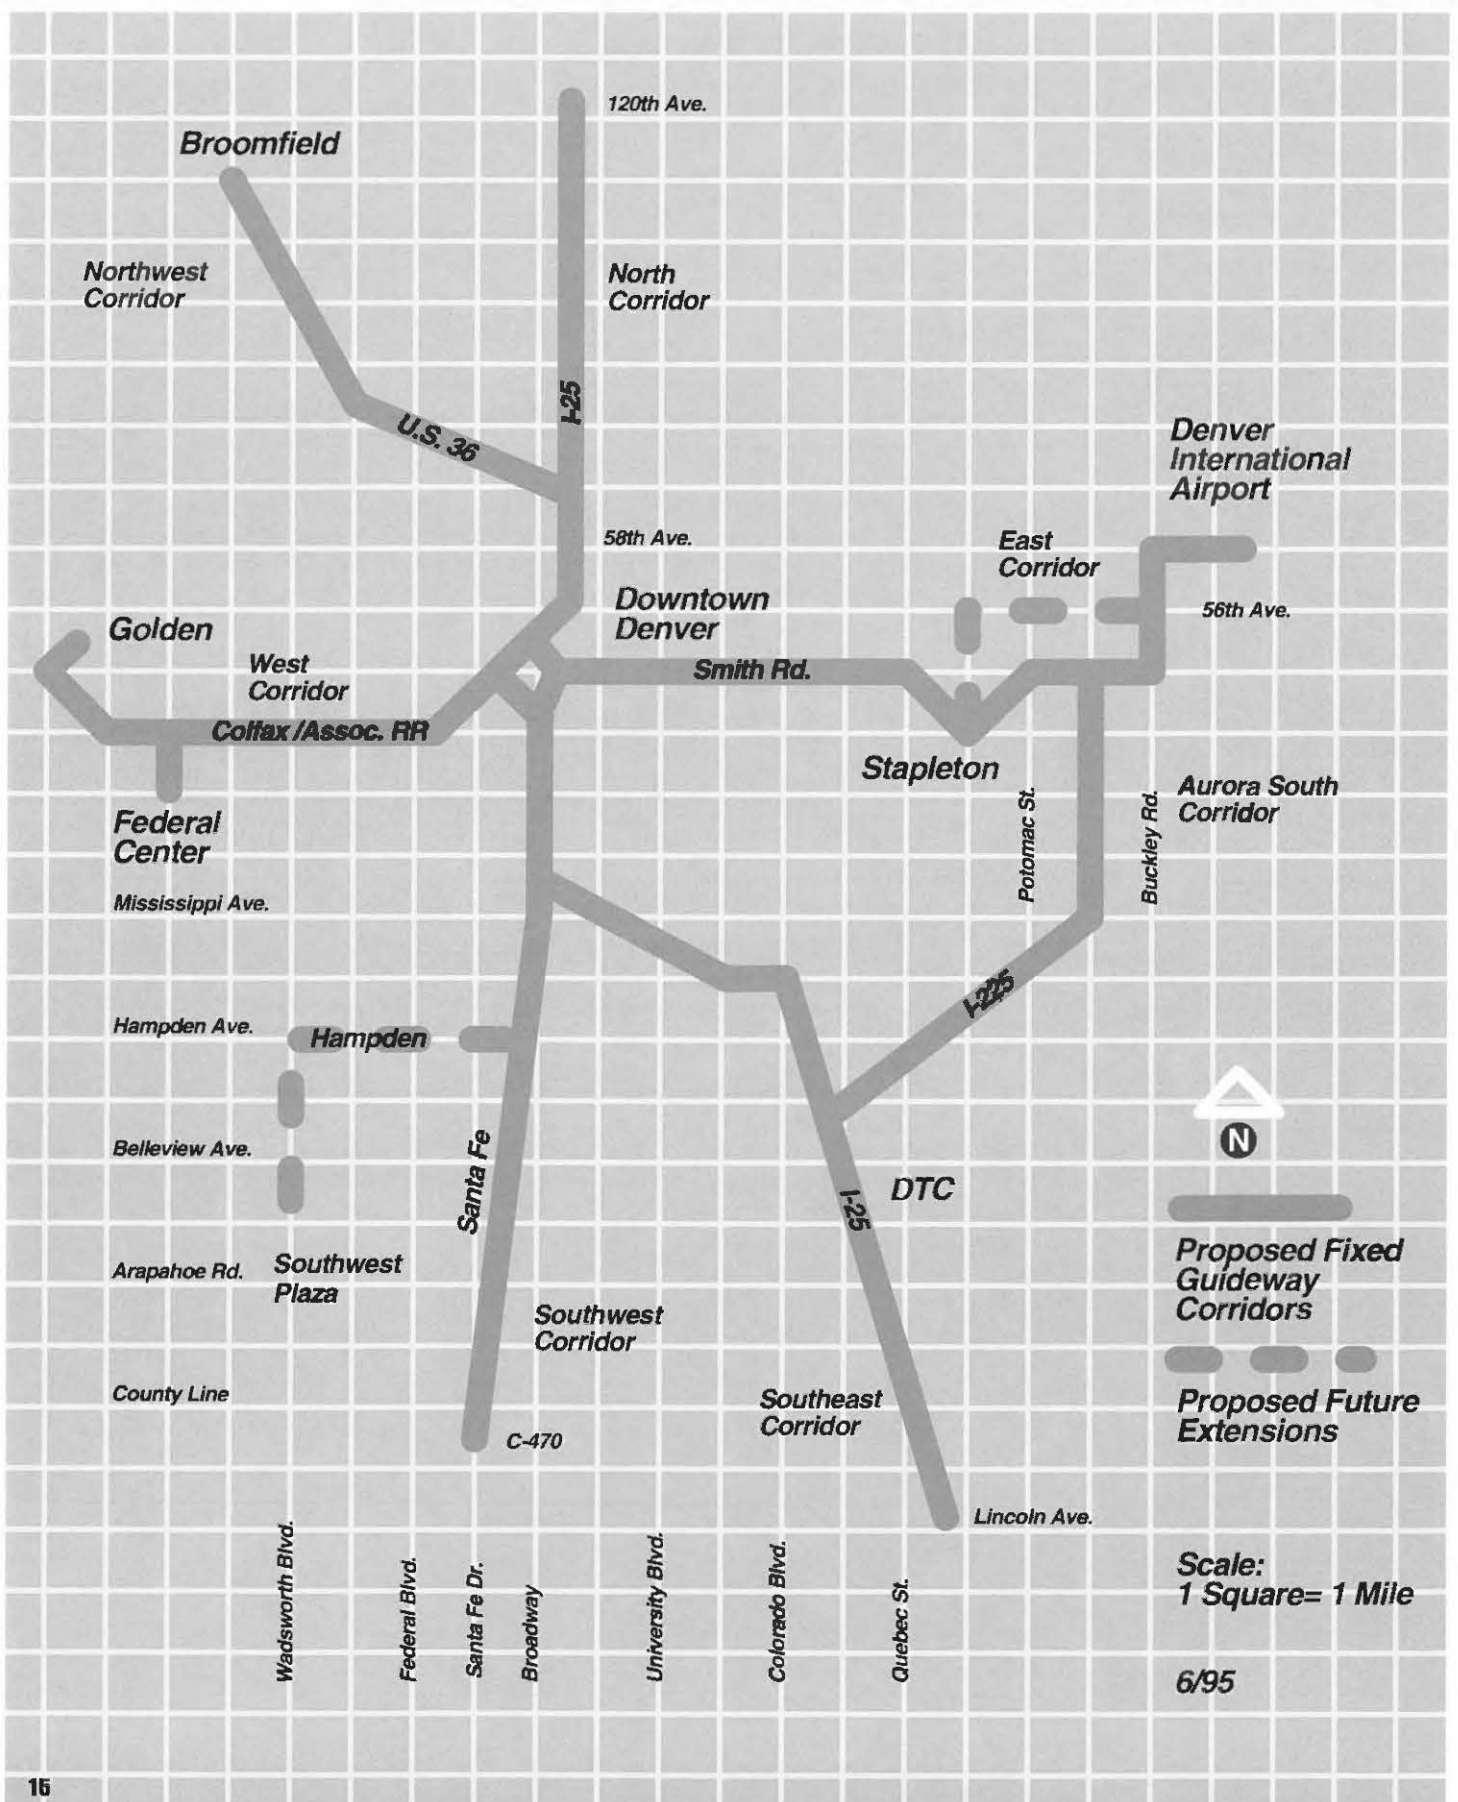 120th Ave.
Broomfield
Northwest
Corridor
North
Corridor
I-25
U.S. 36
Denver
International
Airport
58th Ave.
East
Corridor
Downtown
Denver
56th Ave.
Golden
West
Corridor
Smith Rd.
Colfax /Assoc. RR
Stapleton
Federal
Center
Potomac St.
Buckley Rd.
Aurora South
Corridor
Mississippi Ave.
I-225
Hampden Ave.
Hampden
N
Belleview Ave.
Santa Fe
I-25
DTC
Arapahoe Rd.
Southwest
Plaza
Proposed Fixed
Guideway
Corridors
Southwest
Corridor
County Line
Southeast
Corridor
Proposed Future
Extensions
C-470
Lincoln Ave.
Wadsworth Blvd.
Federal Blvd.
Santa Fe Dr.
Broadway
University Blvd.
Colorado Blvd.
Quebec St.
Scale:
1 Square= 1 Mile
6/95
15